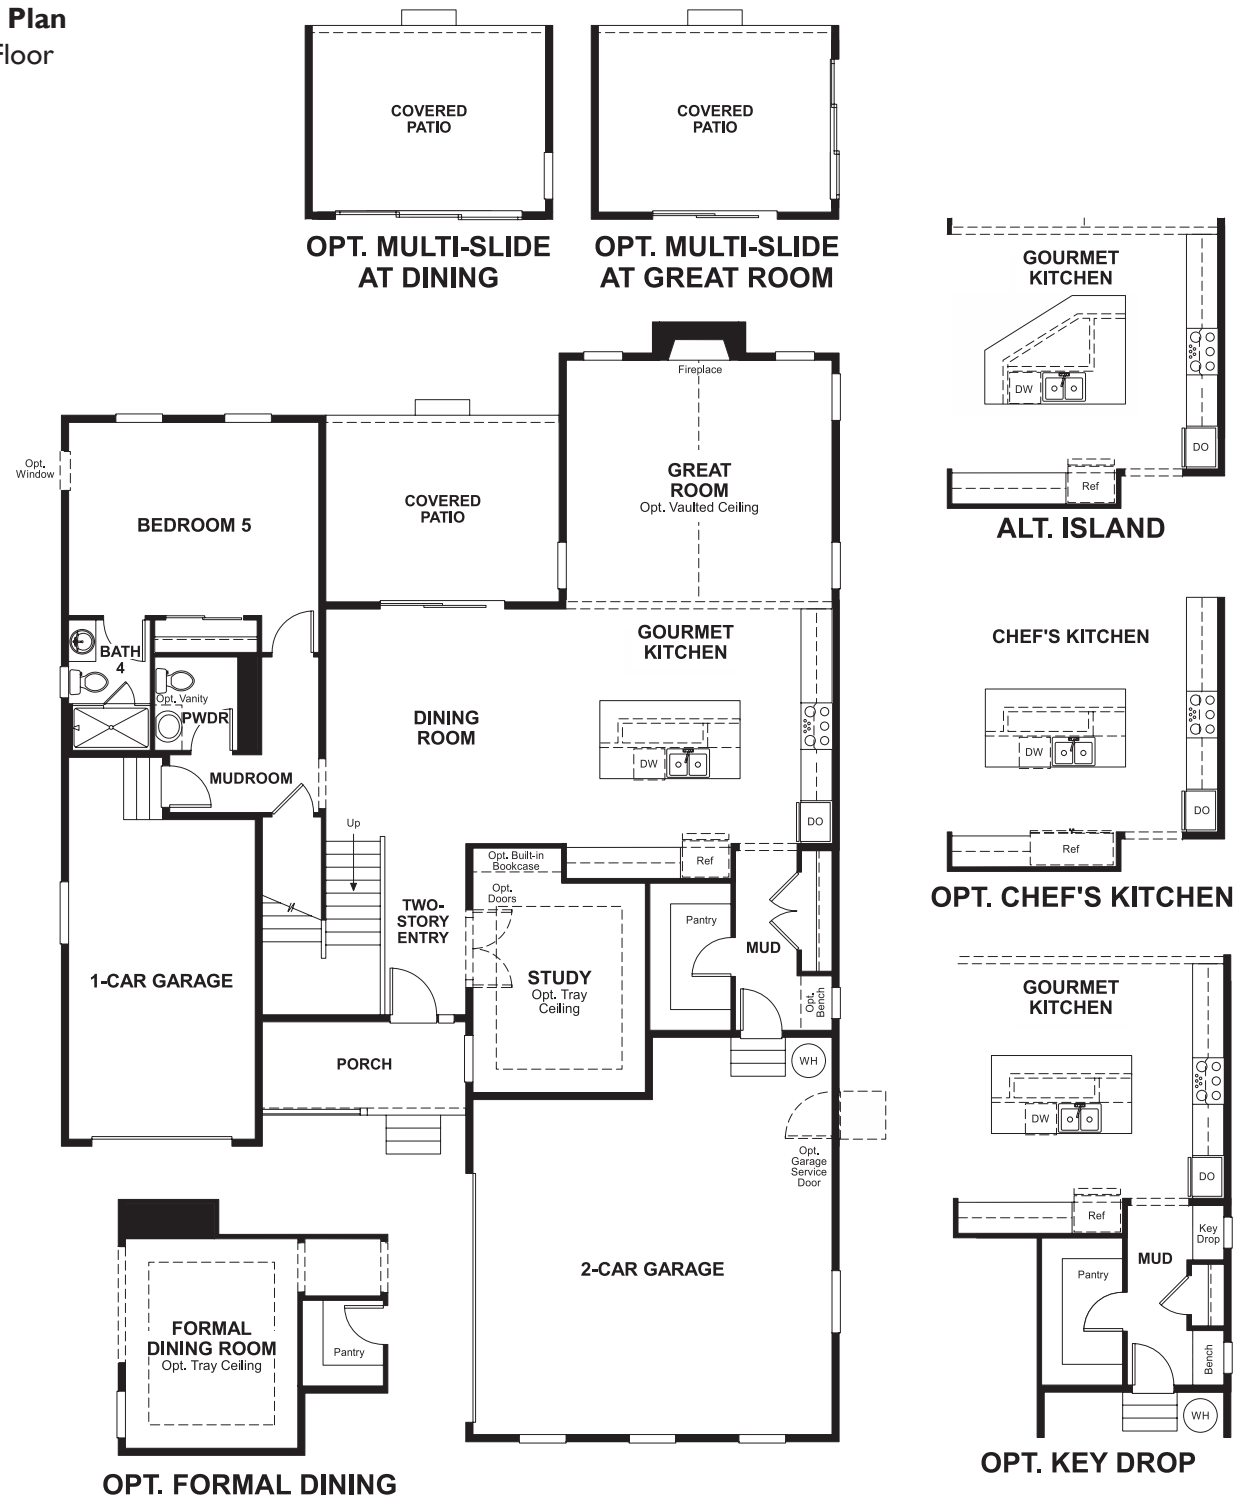 Plan
Floor
COVERED
PATIO
OPT. MULTI-SLIDE
AT DINING
COVERED
PATIO
OPT. MULTI-SLIDE
AT GREAT ROOM
GOURMET
KITCHEN
DW
DO
Ref
ALT. ISLAND
Fireplace
GREAT
ROOM
Opt. Vaulted Ceiling
Opt.
Window
BEDROOM 5
COVERED
PATIO
BATH
4
Opt. Vanity
PWDR
MUDROOM
DINING
ROOM
GOURMET
KITCHEN
DW
DO
Ref
CHEF'S KITCHEN
DW
DO
Ref
OPT. CHEF'S KITCHEN
Up
Opt. Built-in
Bookcase
Opt.
Doors
TWO-
STORY
ENTRY
Pantry
MUD
STUDY
Opt. Tray
Ceiling
Opt.
Bench
1-CAR GARAGE
PORCH
WH
Opt.
Garage
Service
Door
2-CAR GARAGE
GOURMET
KITCHEN
DW
DO
Ref
Key
Drop
MUD
Pantry
Bench
WH
OPT. KEY DROP
FORMAL
DINING ROOM
Opt. Tray Ceiling
Pantry
OPT. FORMAL DINING